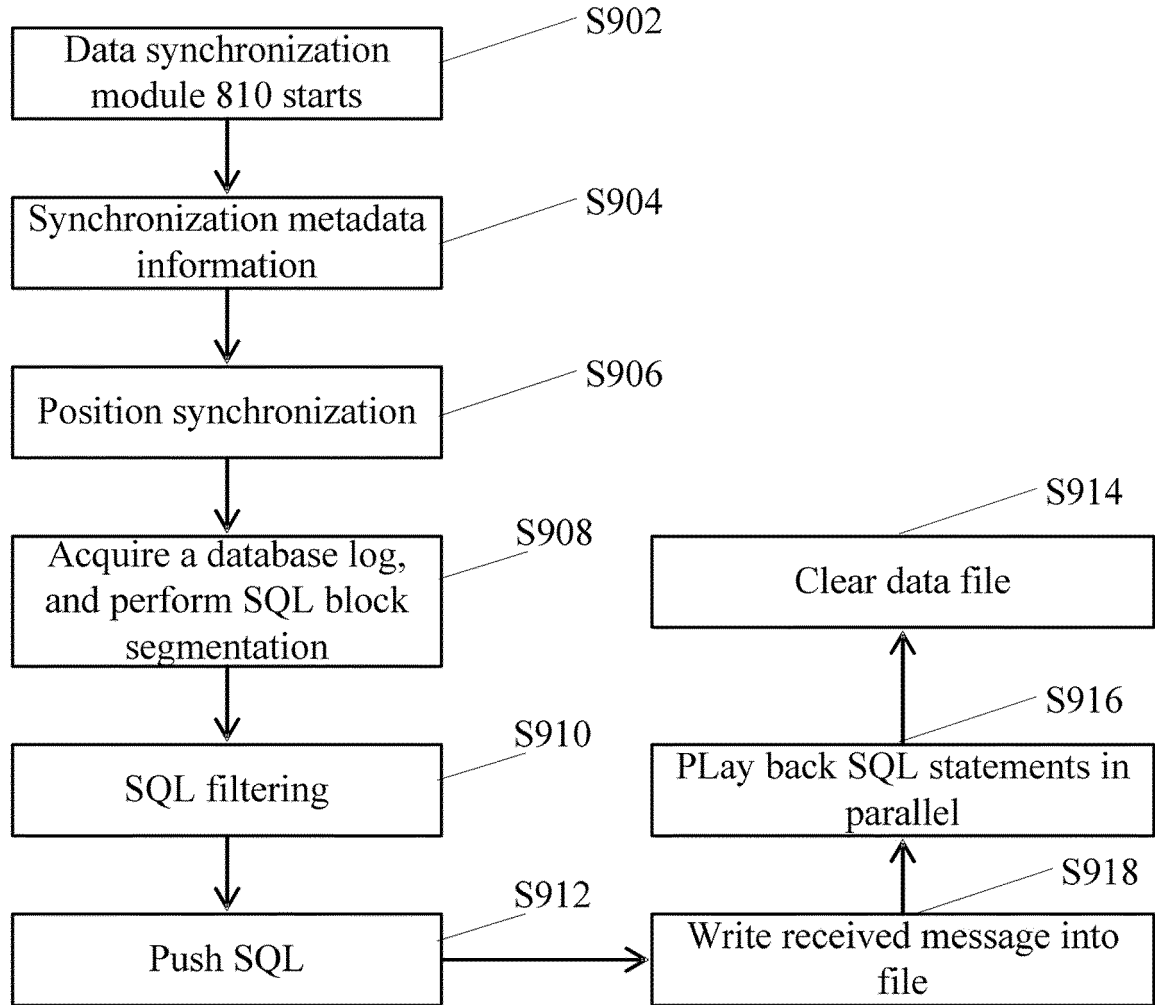 S902
Data synchronization
module 810 starts
S904
Synchronization metadata
information
S906
Position synchronization
S908
Acquire a database log,
and perform SQL block
segmentation
S910
SQL filtering
S912
Push SQL
S914
Clear data file
S916
PLay back SQL statements in
parallel
S918
Write received message into
file